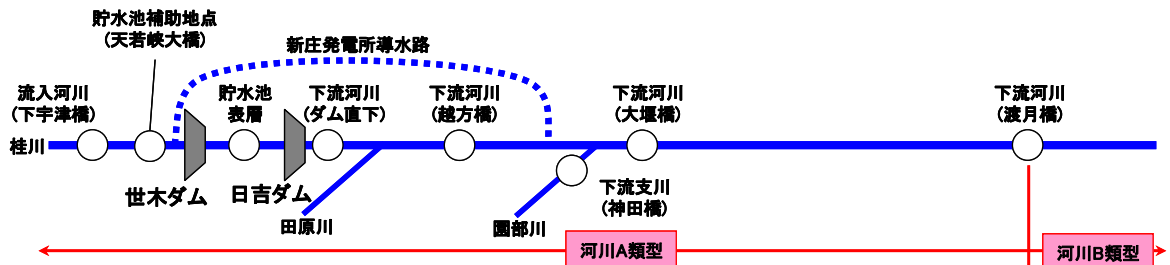 貯水池補助地点
(天若峡大橋)
新庄発電所導水路
流入河川
(下宇津橋)
貯水池
表層
下流河川
(ダム直下)
下流河川
(越方橋)
下流河川
(大堰橋)
下流河川
(渡月橋)
桂川
世木ダム
日吉ダム
下流支川
(神田橋)
田原川
園部川
河川A類型
河川B類型